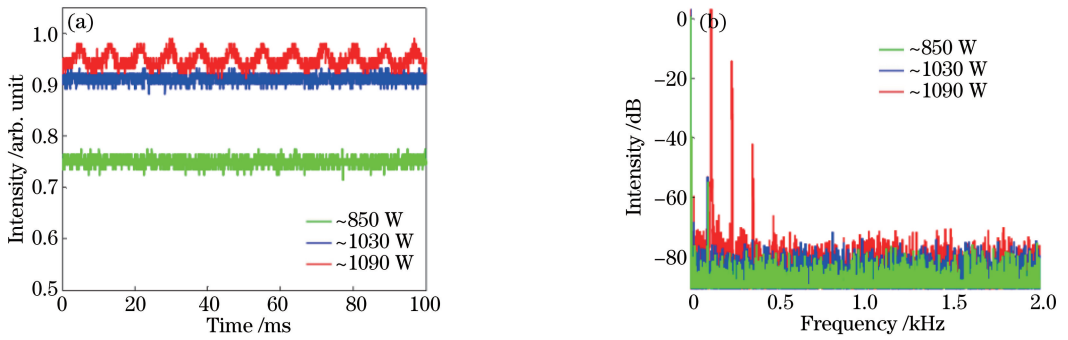 (a)
Intensity /arb. unit
1.0
0.9
0.8
0.7
0.6
0.5
~850 W
~1030 W
~1090 W
0 20 40 60 80 100
Time /ms
(b)
Intensity /dB
0
−20
−40
−60
−80
~850 W
~1030 W
~1090 W
0 0.5 1.0 1.5 2.0
Frequency /kHz